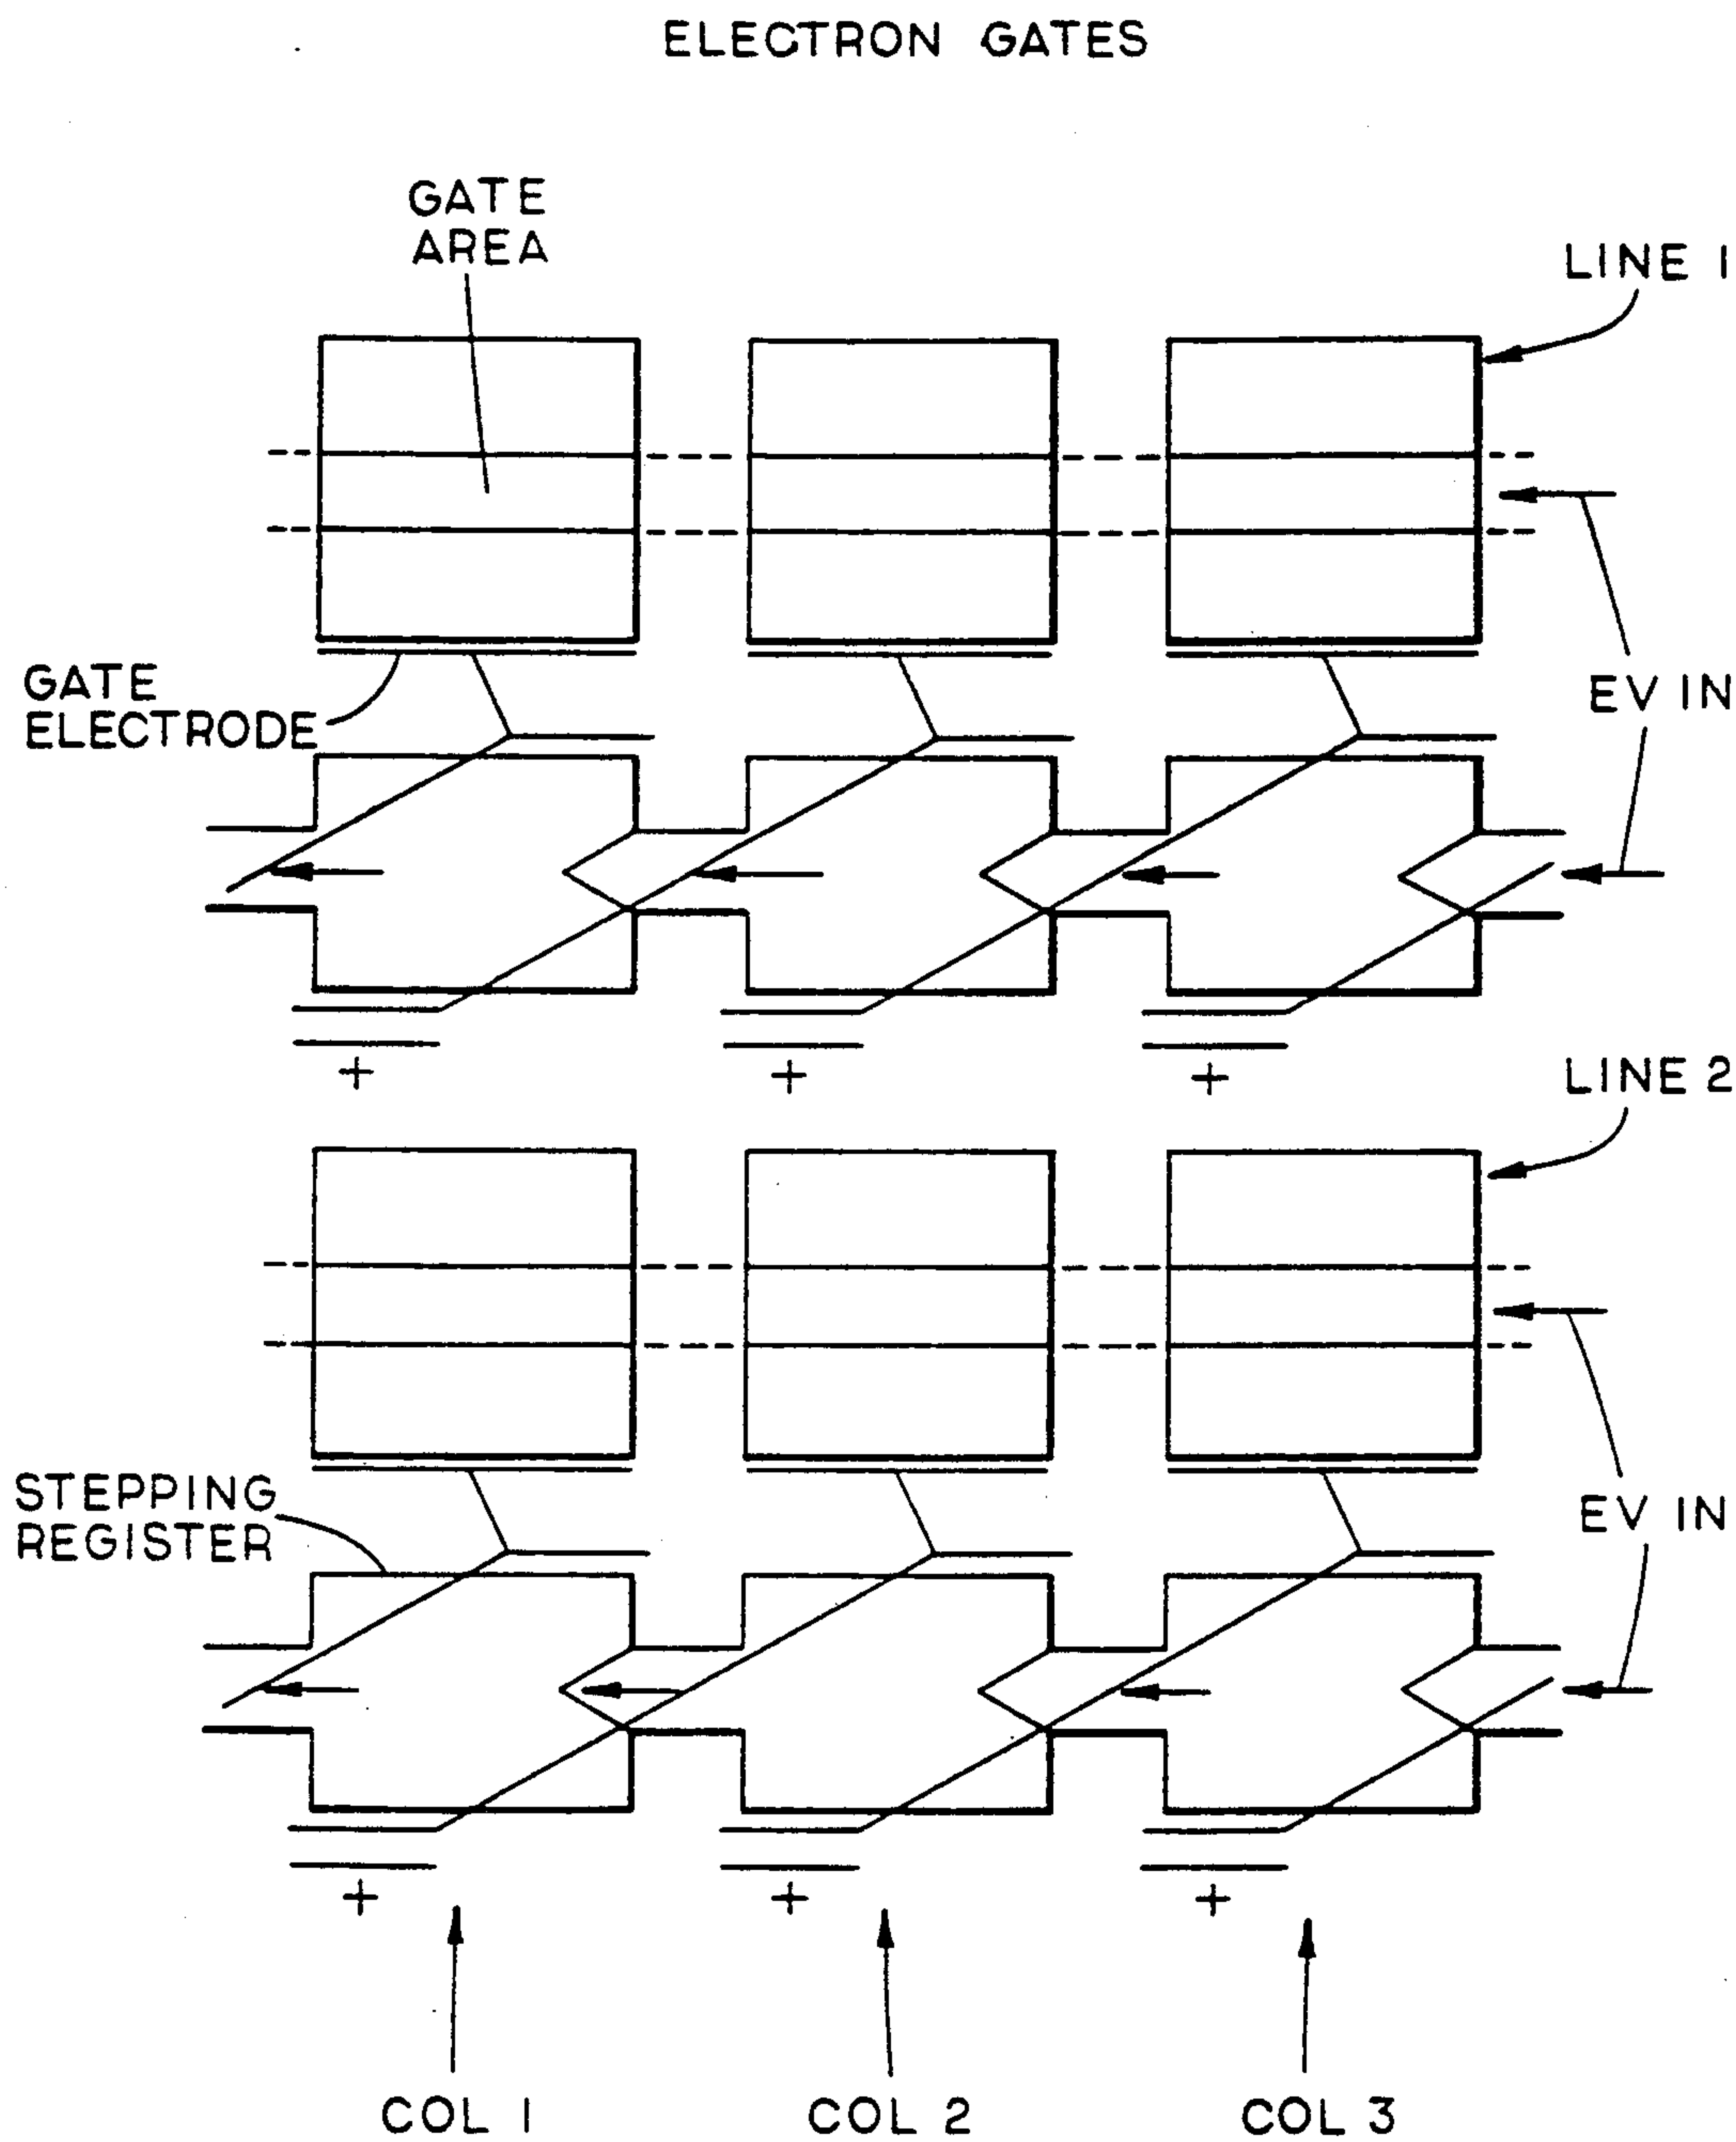 ELECTRON GATES
GATE
AREA
LINE 1
GATE
ELECTRODE
EV IN
+ + +
LINE 2
STEPPING
REGISTER
EV IN
+ + +
COL 1 COL 2 COL 3